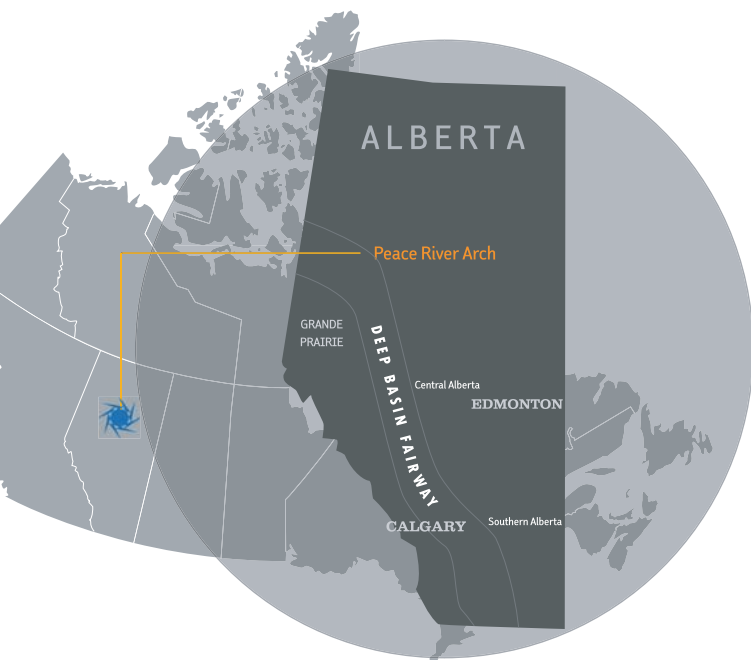 ALBERTA
Peace River Arch
GRANDE
PRAIRIE
DEEP BASIN FAIRWAY
Central Alberta
EDMONTON
Southern Alberta
CALGARY